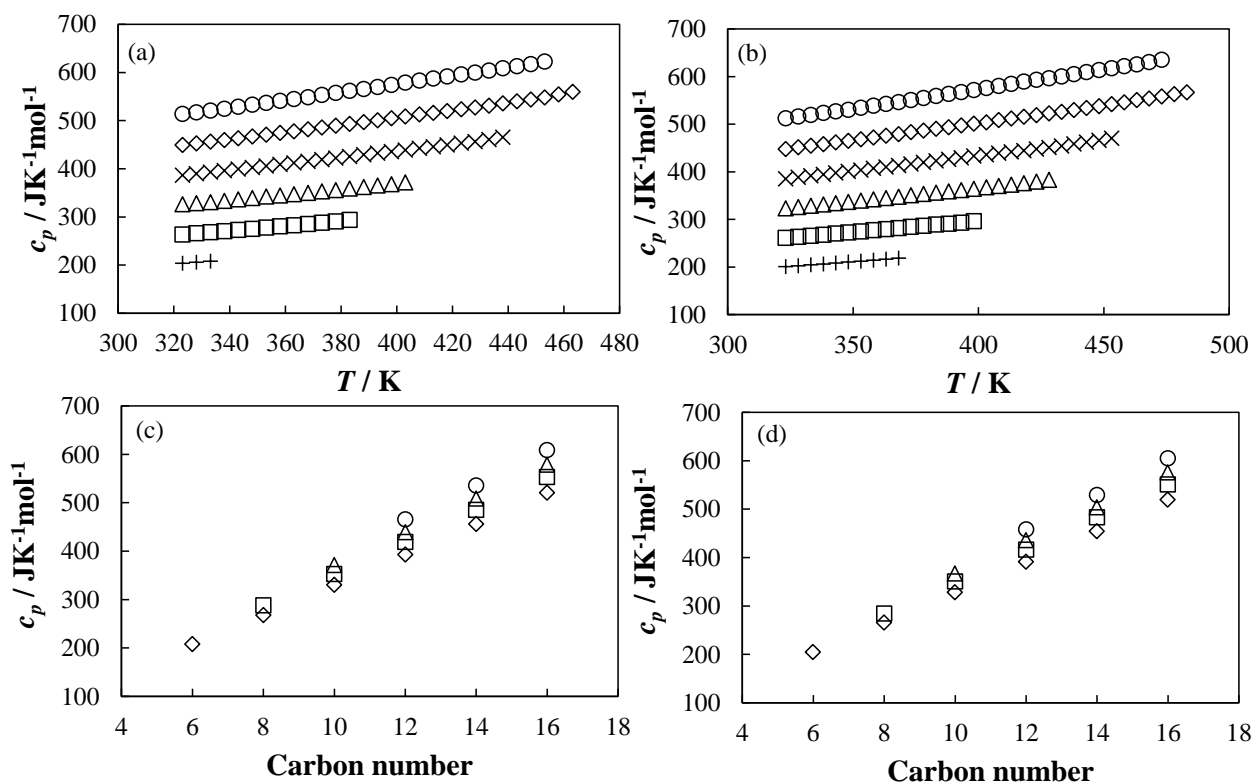 (a)
700
600
500
400
300
200
100
300 320 340 360 380 400 420 440 460 480
c_p / JK⁻¹mol⁻¹
T / K
(b)
700
600
500
400
300
200
100
300 350 400 450 500
c_p / JK⁻¹mol⁻¹
T / K
(c)
700
600
500
400
300
200
100
4 6 8 10 12 14 16 18
c_p / JK⁻¹mol⁻¹
Carbon number
(d)
700
600
500
400
300
200
100
4 6 8 10 12 14 16 18
c_p / JK⁻¹mol⁻¹
Carbon number